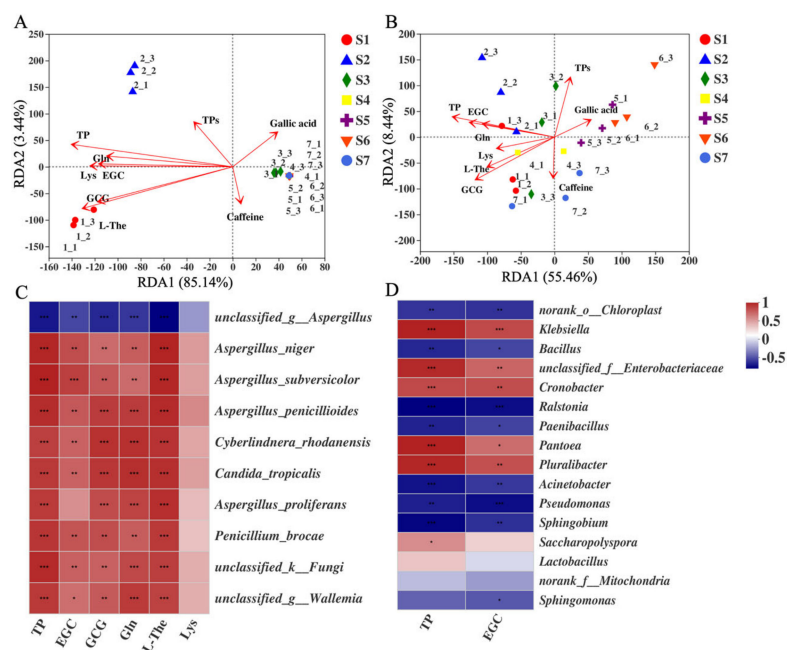 A
RDA2 (3.44%)
250
200
150
100
50
0
-50
-100
-150
-160
-140
-120
-100
-80
-60
-40
-20
0
20
40
60
80
RDA1 (85.14%)
2_3
2_2
2_1
TPs
Gallic acid
TP
Gln
Lys
EGC
GCG
L-The
Caffeine
1_3
1_2
1_1
3_3
3_2
3_1
7_1
7_2
7_3
4_1
6_2
6_3
6_1
5_2
5_1
5_3
S1
S2
S3
S4
S5
S6
S7
B
RDA2 (8.44%)
200
150
100
50
0
-50
-100
-150
-200
-200
-150
-100
-50
0
50
100
150
200
RDA1 (55.46%)
2_3
2_2
3_2
6_3
TPs
TP
EGC
1_3
2_1
3_1
Gallic acid
5_1
Gln
Lys
L-The
GCG
4_1
4_3
5_3
5_2
6_1
6_2
1_1
1_2
3_3
Caffeine
7_1
7_2
S1
S2
S3
S4
S5
S6
S7
C
*** ** *** *** *** unclassified_g__Aspergillus
*** ** ** ** *** Aspergillus_niger
*** *** ** ** *** Aspergillus_subversicolor
*** ** *** *** *** Aspergillus_penicillioides
*** ** *** *** *** Cyberlindnera_rhodanensis
*** ** *** *** *** Candida_tropicalis
*** *** *** *** Aspergillus_proliferans
*** ** ** ** *** Penicillium_brocae
*** ** ** *** *** unclassified_k__Fungi
*** * ** *** *** unclassified_g__Wallemia
TP EGC GCG Gln L-The Lys
D
** ** norank_o__Chloroplast
*** *** Klebsiella
** * Bacillus
*** ** unclassified_f__Enterobacteriaceae
*** ** Cronobacter
*** *** Ralstonia
** * Paenibacillus
*** * Pantoea
*** ** Pluralibacter
*** ** Acinetobacter
** *** Pseudomonas
*** ** Sphingobium
* Saccharopolyspora
Lactobacillus
norank_f__Mitochondria
* Sphingomonas
TP EGC
1
0.5
0
-0.5